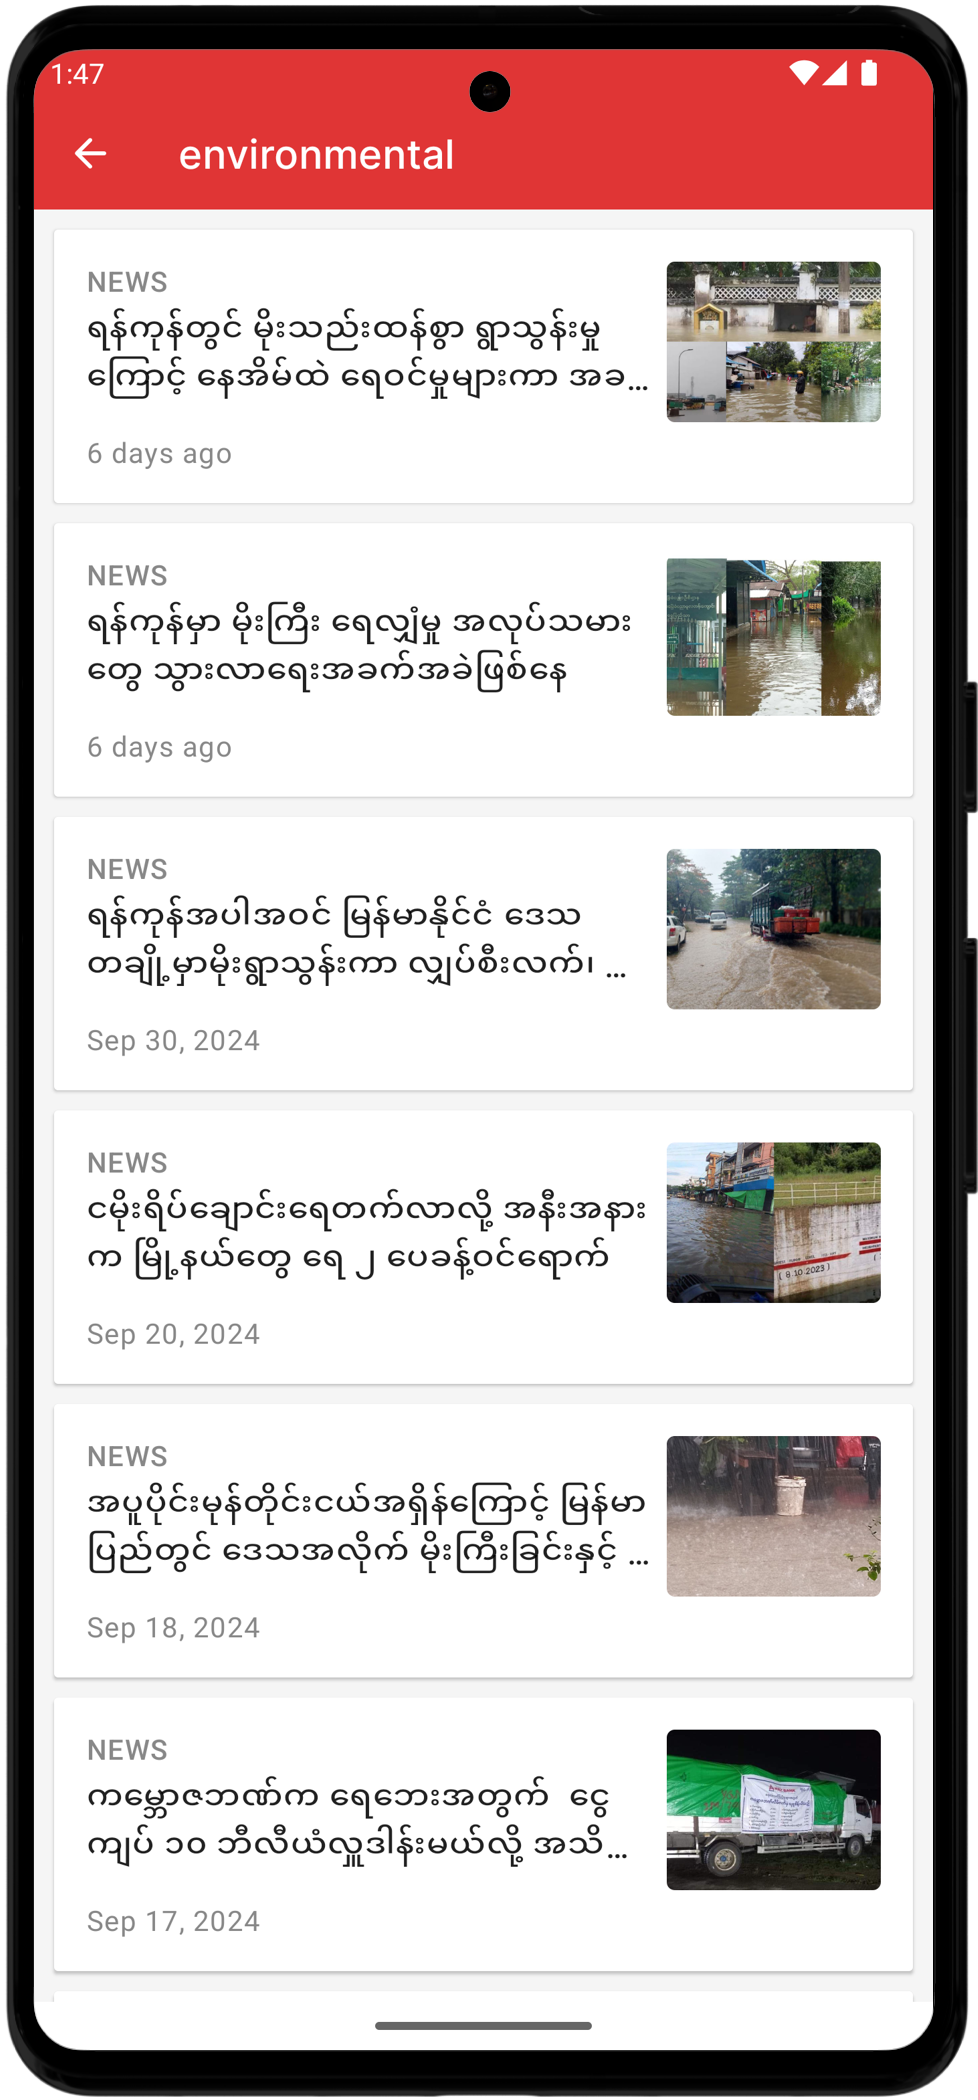 1:47
environmental
NEWS
ရန်ကုန်တွင် မိုးသည်းထန်စွာ ရွာသွန်းမှု
ကြောင့် နေအိမ်ထဲ ရေဝင်မှုများကာ အခ...
6 days ago
NEWS
ရန်ကုန်မှာ မိုးကြီး ရေလျှံမှု အလုပ်သမား
တွေ သွားလာရေးအခက်အခဲဖြစ်နေ
6 days ago
NEWS
ရန်ကုန်အပါအဝင် မြန်မာနိုင်ငံ ဒေသ
တချို့မှာမိုးရွာသွန်းကာ လျှပ်စီးလက်၊ ...
Sep 30, 2024
NEWS
ငမိုးရိပ်ချောင်းရေတက်လာလို့ အနီးအနား
က မြို့နယ်တွေ ရေ ၂ ပေခန့်ဝင်ရောက်
( 8.10.2023 )
Sep 20, 2024
NEWS
အပူပိုင်းမုန်တိုင်းငယ်အရှိန်ကြောင့် မြန်မာ
ပြည်တွင် ဒေသအလိုက် မိုးကြီးခြင်းနှင့် ...
Sep 18, 2024
NEWS
ကမ္ဘောဇဘဏ်က ရေဘေးအတွက် ငွေ
ကျပ် ၁၀ ဘီလီယံလှူဒါန်းမယ်လို့ အသိ...
Sep 17, 2024